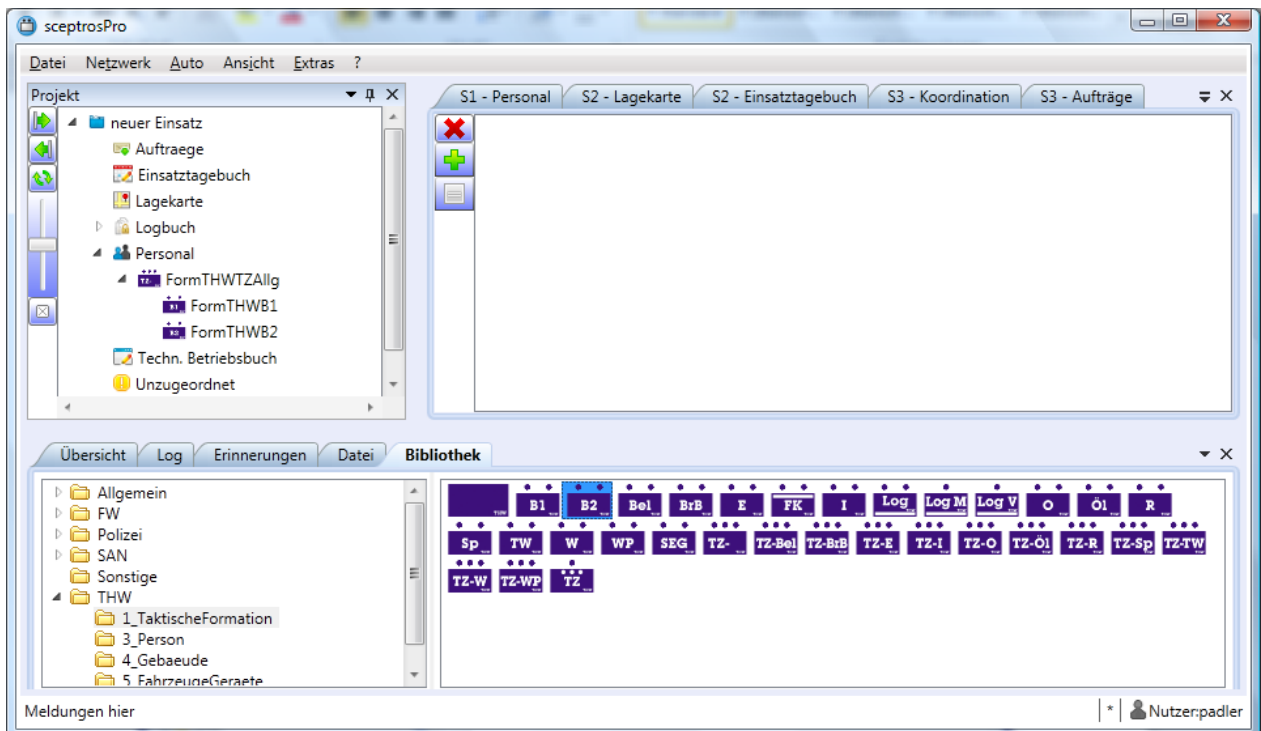 sceptrosPro
Datei Netzwerk Auto Ansicht Extras ?
Projekt
neuer Einsatz
Auftraege
Einsatztagebuch
Lagekarte
Logbuch
Personal
TZ- FormTHWTZAllg
B1 FormTHWB1
B2 FormTHWB2
Techn. Betriebsbuch
Unzugeordnet
S1 - Personal S2 - Lagekarte S2 - Einsatztagebuch S3 - Koordination S3 - Aufträge
Übersicht Log Erinnerungen Datei Bibliothek
Allgemein
FW
Polizei
SAN
Sonstige
THW
1_TaktischeFormation
3_Person
4_Gebaeude
5_FahrzeugeGeraete
B1 B2 Bel BrB E FK I Log Log M Log V O Öl R
Sp TW W WP SEG TZ- TZ-Bel TZ-BrB TZ-E TZ-I TZ-O TZ-Öl TZ-R TZ-Sp TZ-TW
TZ-W TZ-WP TZ
Meldungen hier * Nutzer:padler